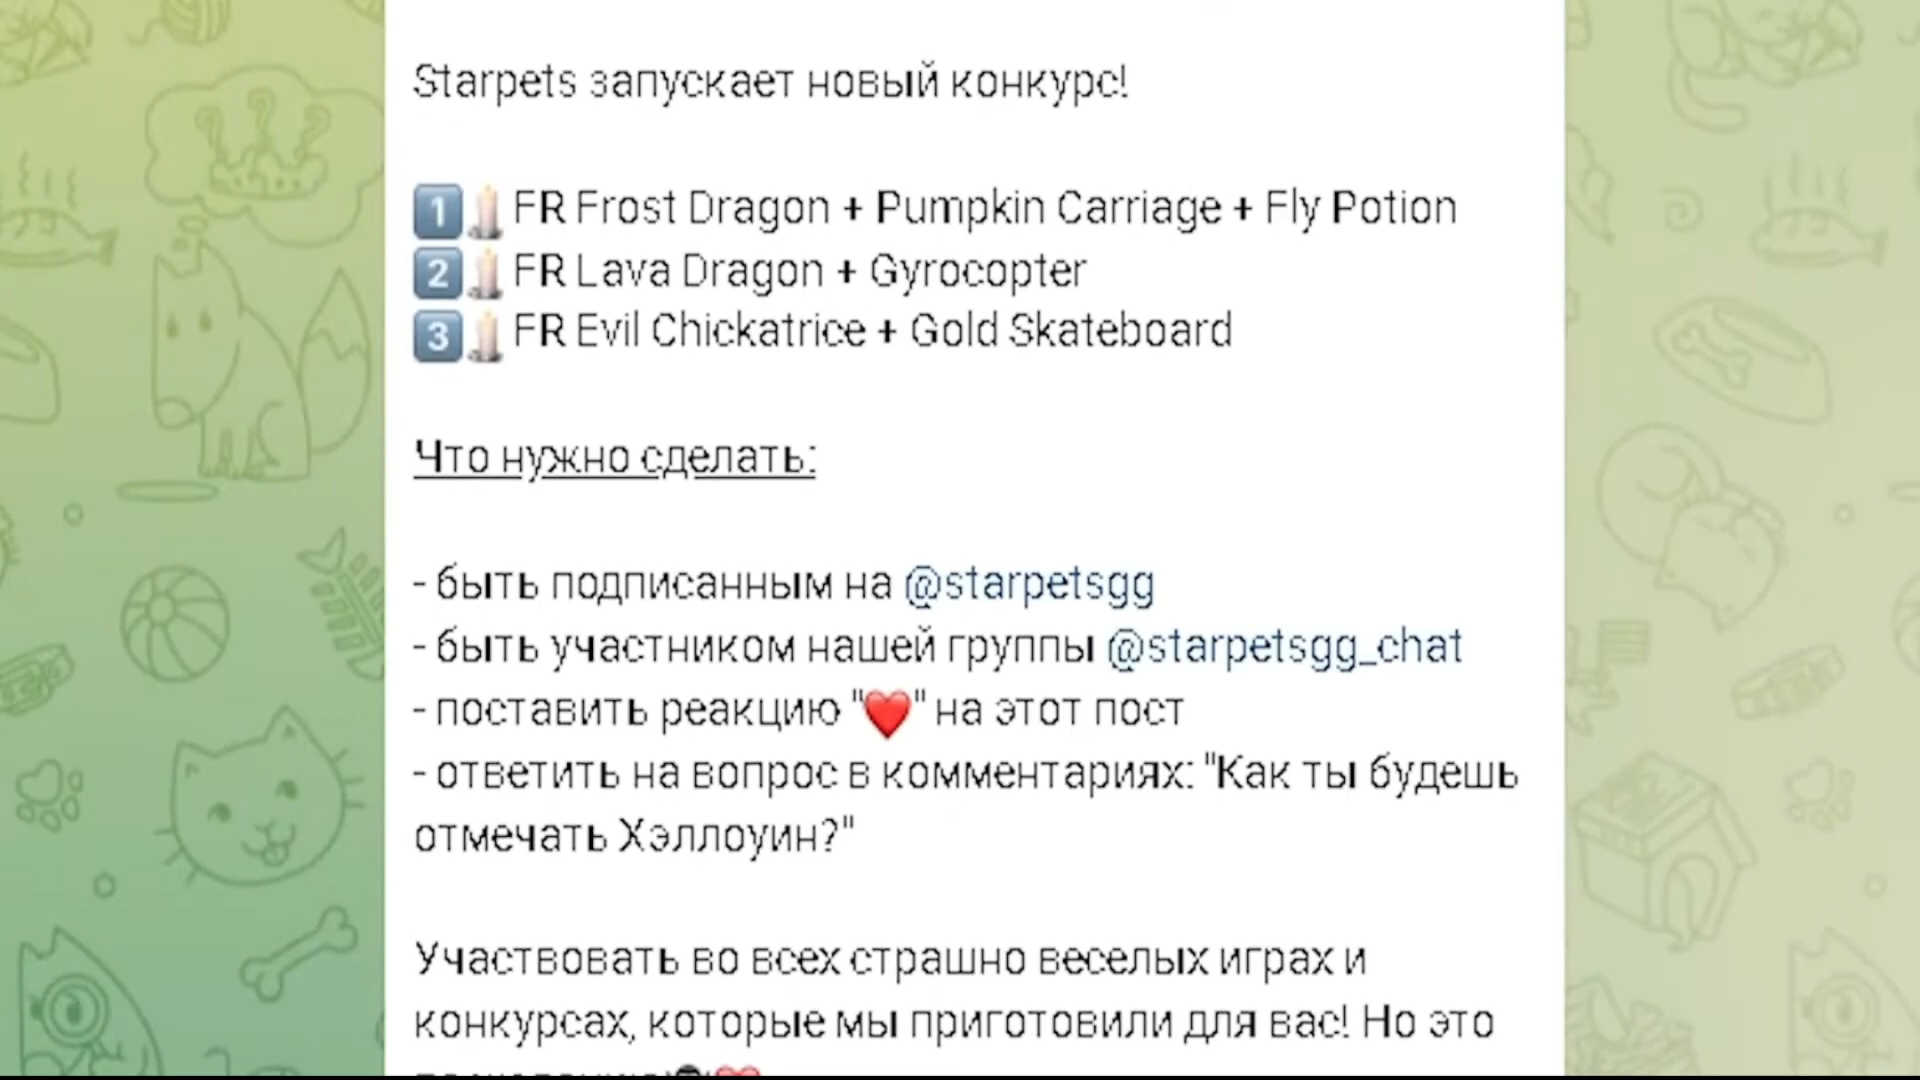 Starpets запускает новый конкурс!
1 FR Frost Dragon + Pumpkin Carriage + Fly Potion
2 FR Lava Dragon + Gyrocopter
3 FR Evil Chickatrice + Gold Skateboard
Что нужно сделать:
- быть подписанным на @starpetsgg
- быть участником нашей группы @starpetsgg_chat
- поставить реакцию "❤️" на этот пост
- ответить на вопрос в комментариях: "Как ты будешь
отмечать Хэллоуин?"
Участвовать во всех страшно веселых играх и
конкурсах, которые мы приготовили для вас! Но это